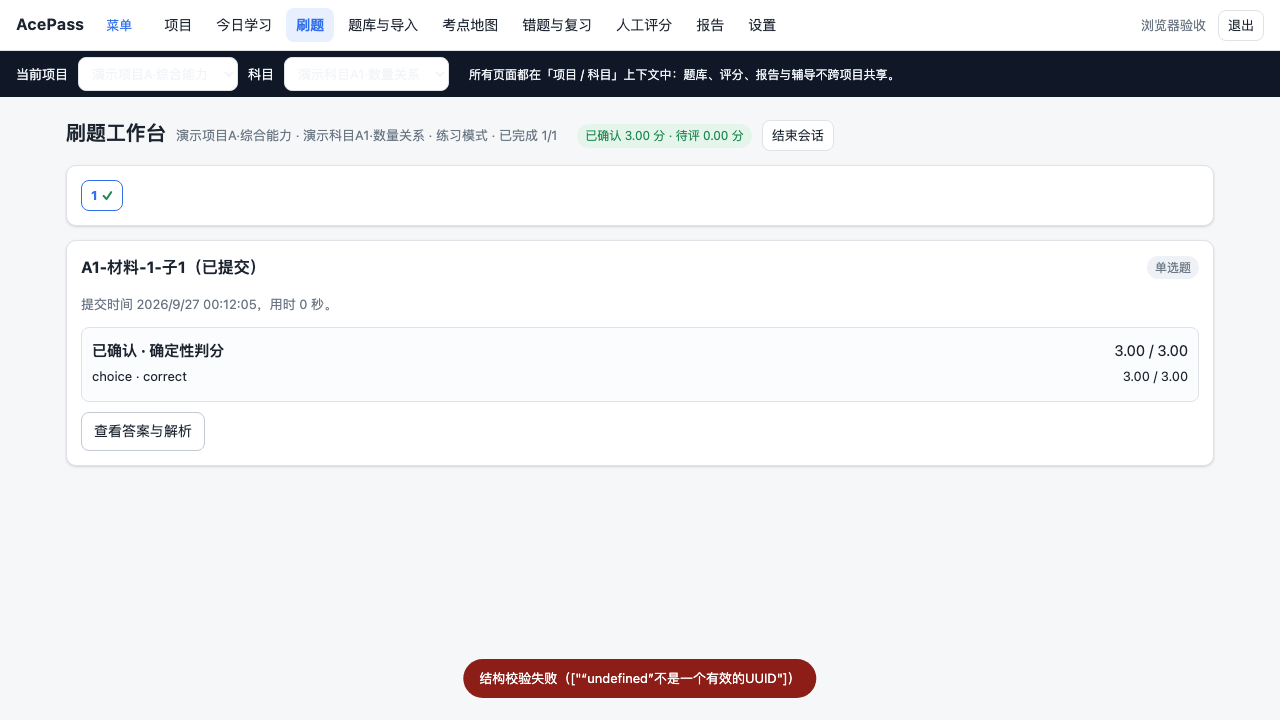 AcePass 菜单 项目 今日学习 刷题 题库与导入 考点地图 错题与复习 人工评分 报告 设置 浏览器验收 退出
当前项目 演示项目A·综合能力 科目 演示科目A1·数量关系 所有页面都在「项目 / 科目」上下文中：题库、评分、报告与辅导不跨项目共享。
刷题工作台 演示项目A·综合能力 · 演示科目A1·数量关系 · 练习模式 · 已完成 1/1 已确认 3.00 分 · 待评 0.00 分 结束会话
1 ✓
A1-材料-1-子1（已提交） 单选题
提交时间 2026/9/27 00:12:05，用时 0 秒。
已确认 · 确定性判分 3.00 / 3.00
choice · correct 3.00 / 3.00
查看答案与解析
结构校验失败（["“undefined”不是一个有效的UUID"]）